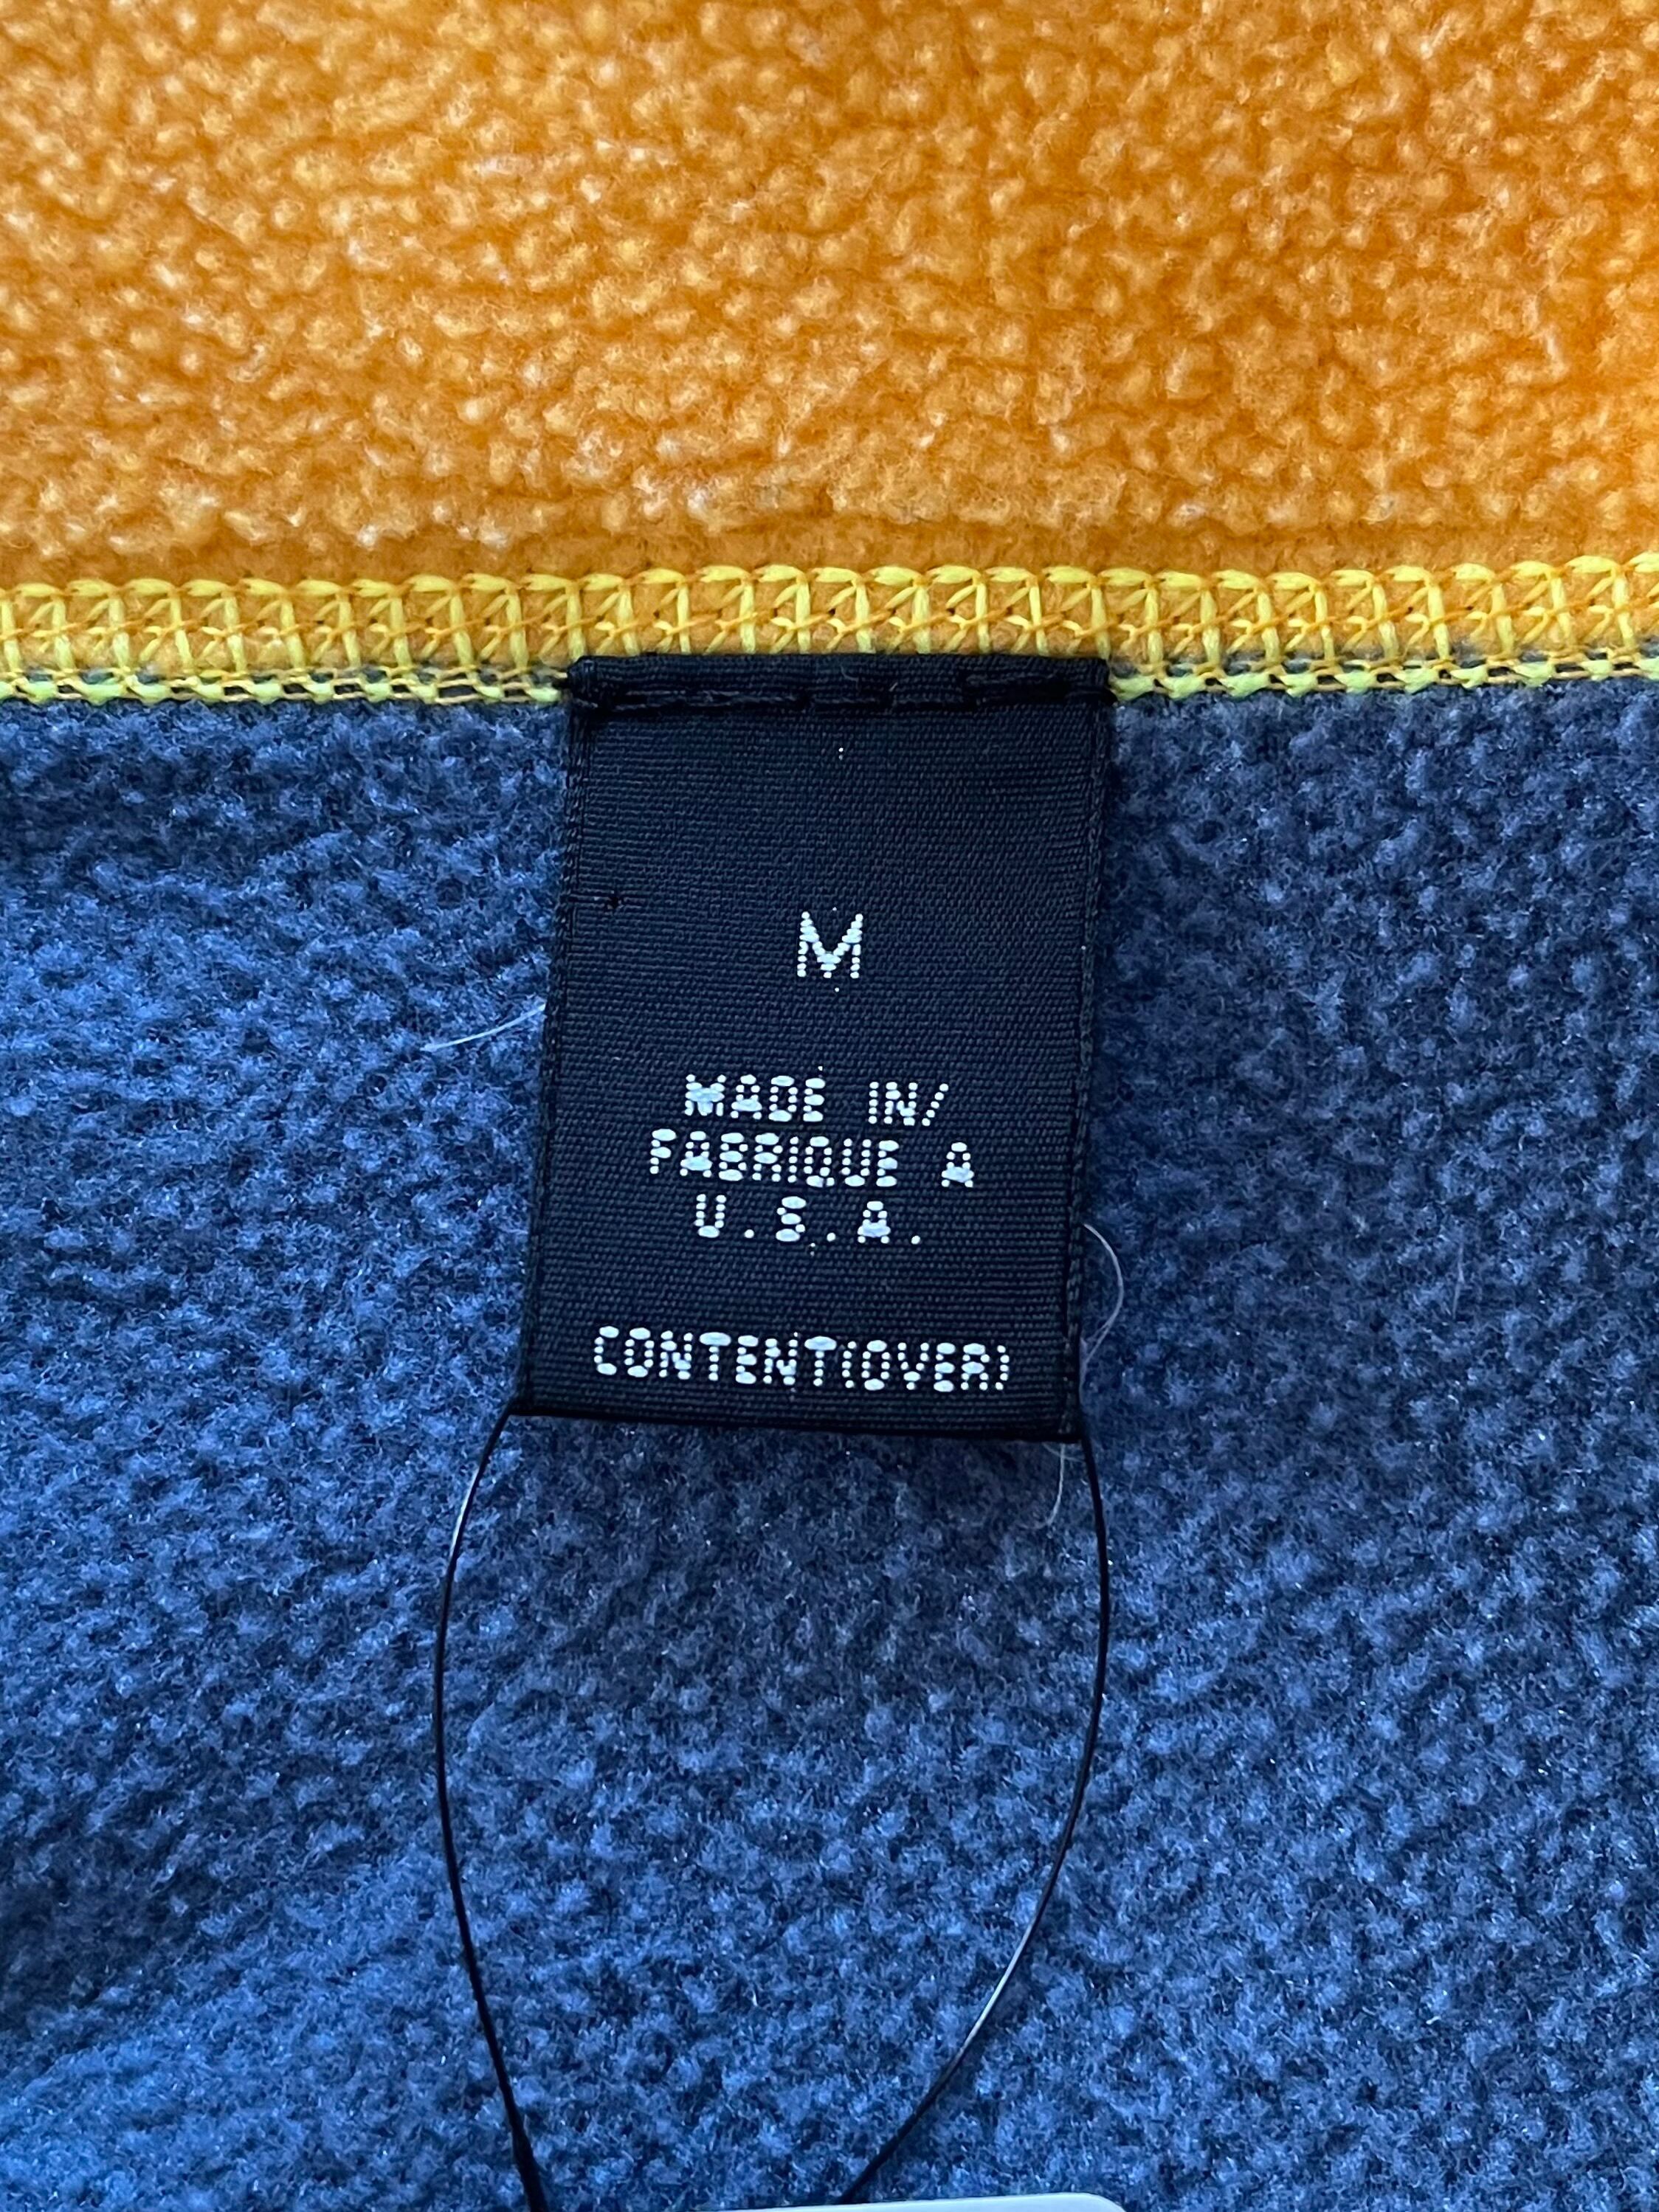 M
MADE IN/
FABRIQUE A
U.S.A.
CONTENT(OVER)